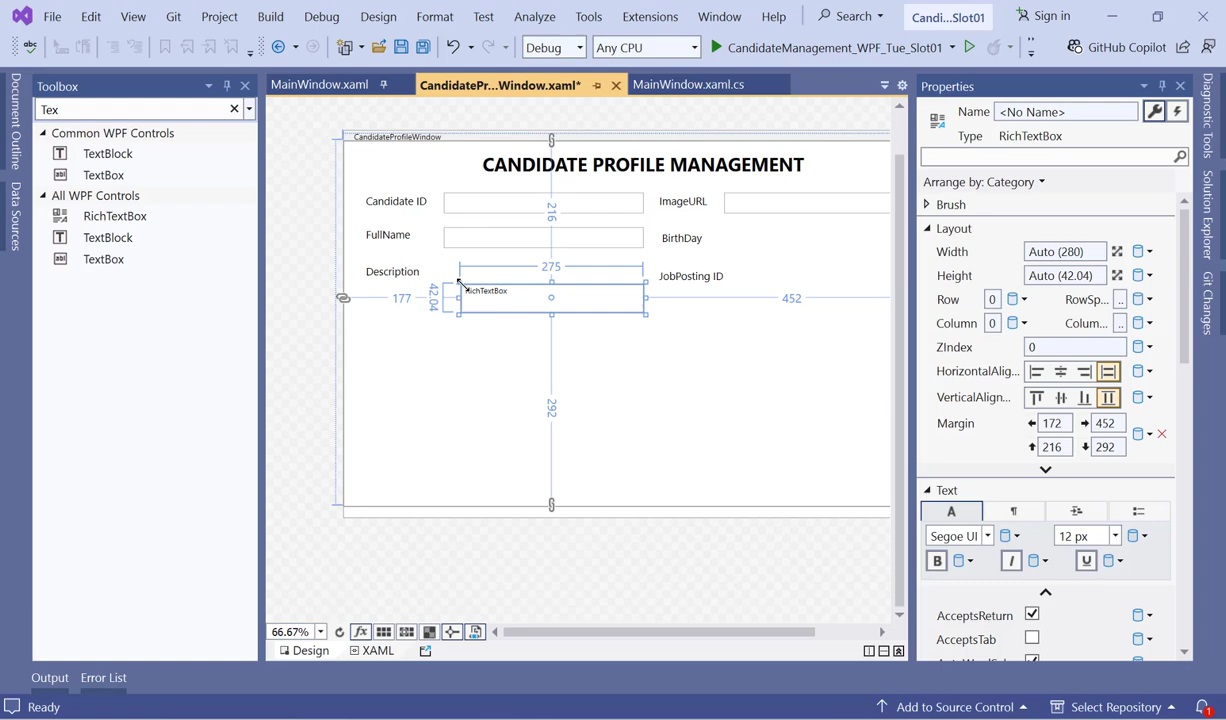 File Edit View Git Project Build Debug Design Format Test Analyze Tools Extensions Window Help Search Candi...Slot01 Sign in
Debug Any CPU CandidateManagement_WPF_Tue_Slot01 GitHub Copilot
Document Outline
Data Sources
Toolbox
Tex
Common WPF Controls
TextBlock
TextBox
All WPF Controls
RichTextBox
TextBlock
TextBox
MainWindow.xaml CandidatePr...Window.xaml* MainWindow.xaml.cs
CandidateProfileWindow
CANDIDATE PROFILE MANAGEMENT
Candidate ID
ImageURL
216
FullName
BirthDay
Description
275
JobPosting ID
RichTextBox
177
42.04
452
292
66.67%
Design XAML
Properties
Name <No Name>
Type RichTextBox
Arrange by: Category
Brush
Layout
Width Auto (280)
Height Auto (42.04)
Row 0 RowSp... ..
Column 0 Colum... ..
ZIndex 0
HorizontalAlig...
VerticalAlignm...
Margin 172 452
216 292
Text
A
Segoe UI 12 px
B I U
AcceptsReturn
AcceptsTab
Diagnostic Tools
Solution Explorer
Git Changes
Output Error List
Ready Add to Source Control Select Repository 1